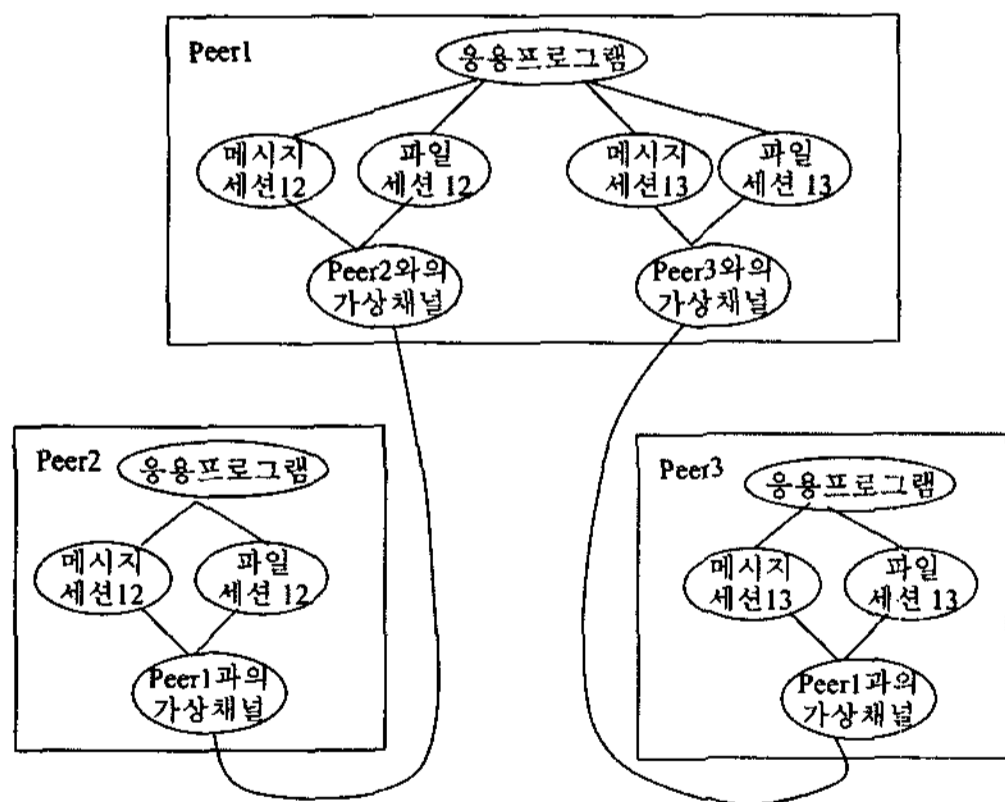 Peer1
응용프로그램
메시지
세션12
파일
세션 12
메시지
세션13
파일
세션 13
Peer2와의
가상채널
Peer3와의
가상채널
Peer2
응용프로그램
메시지
세션12
파일
세션 12
Peer1과의
가상채널
Peer3
응용프로그램
메시지
세션13
파일
세션 13
Peer1과의
가상채널